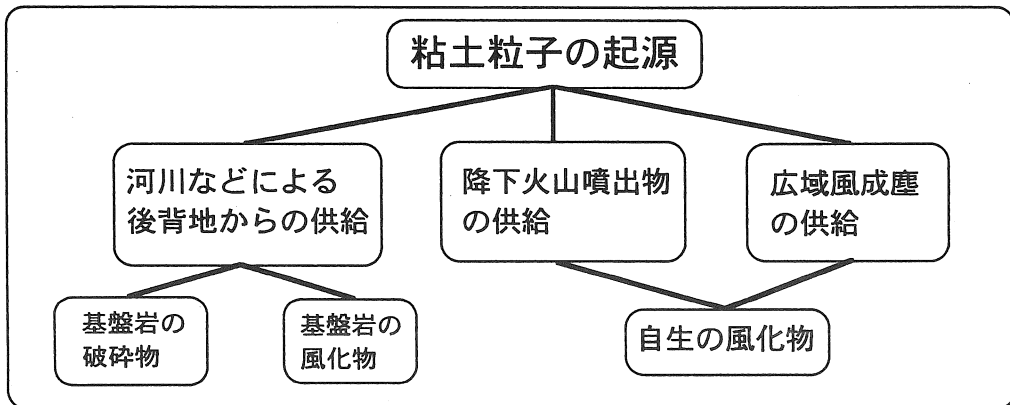 粘土粒子の起源
河川などによる
後背地からの供給
降下火山噴出物
の供給
広域風成塵
の供給
基盤岩の
破砕物
基盤岩の
風化物
自生の風化物